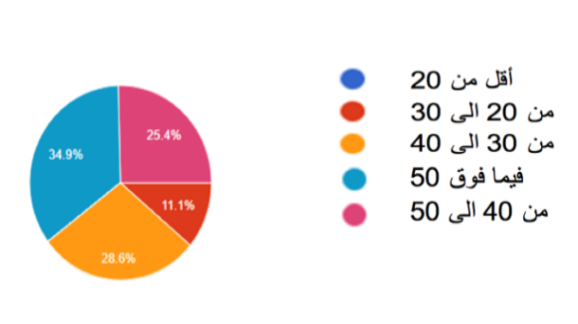 أقل من 20
من 20 الى 30
من 30 الى 40
فيما فوق 50
من 40 الى 50
25.4%
34.9%
11.1%
28.6%